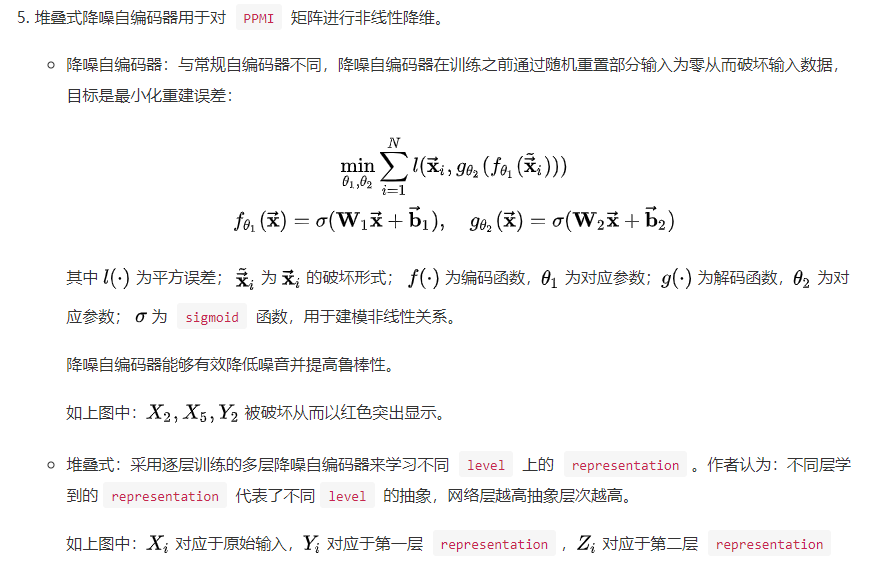 5. 堆叠式降噪自编码器用于对 PPMI 矩阵进行非线性降维。
降噪自编码器：与常规自编码器不同，降噪自编码器在训练之前通过随机重置部分输入为零从而破坏输入数据，
目标是最小化重建误差：
$\min_{\theta_1,\theta_2} \sum_{i=1}^{N} l(\vec{\mathbf{x}}_i, g_{\theta_2}(f_{\theta_1}(\tilde{\vec{\mathbf{x}}}_i)))$
$f_{\theta_1}(\vec{\mathbf{x}}) = \sigma(\mathbf{W}_1\vec{\mathbf{x}} + \vec{\mathbf{b}}_1), \quad g_{\theta_2}(\vec{\mathbf{x}}) = \sigma(\mathbf{W}_2\vec{\mathbf{x}} + \vec{\mathbf{b}}_2)$
其中 $l(\cdot)$ 为平方误差； $\tilde{\vec{\mathbf{x}}}_i$ 为 $\vec{\mathbf{x}}_i$ 的破坏形式； $f(\cdot)$ 为编码函数，$\theta_1$ 为对应参数；$g(\cdot)$ 为解码函数，$\theta_2$ 为对
应参数； $\sigma$ 为 sigmoid 函数，用于建模非线性关系。
降噪自编码器能够有效降低噪音并提高鲁棒性。
如上图中：$X_2, X_5, Y_2$ 被破坏从而以红色突出显示。
堆叠式：采用逐层训练的多层降噪自编码器来学习不同 level 上的 representation 。作者认为：不同层学
到的 representation 代表了不同 level 的抽象，网络层越高抽象层次越高。
如上图中：$X_i$ 对应于原始输入，$Y_i$ 对应于第一层 representation ，$Z_i$ 对应于第二层 representation